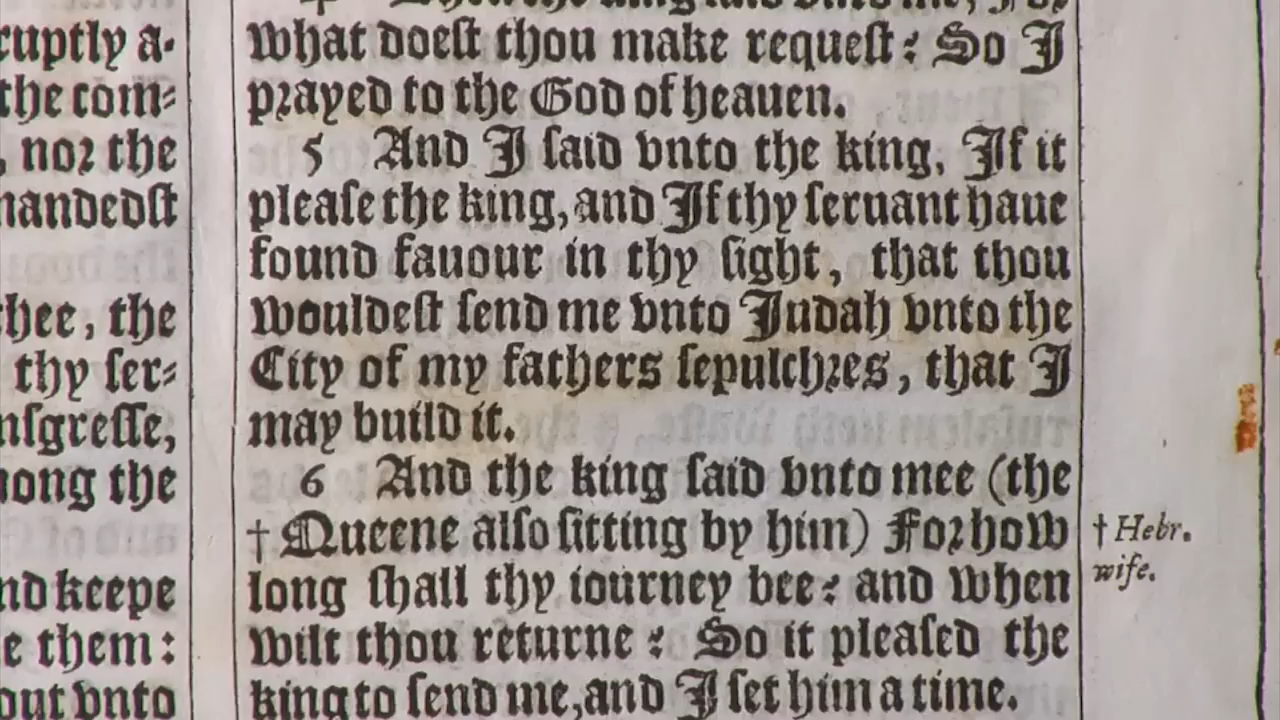 ruptly a-
the com-
, nor the
mandedst
thee, the
thy ser-
nsgresse,
mong the
nd keepe
e them:
out vnto
what doest thou make request? So I
prayed to the God of heauen.
5 And I said vnto the king, If it
please the king, and If thy seruant haue
found fauour in thy sight, that thou
wouldest send me vnto Judah vnto the
City of my fathers sepulchres, that I
may build it.
6 And the king said vnto mee (the
† Queene also sitting by him) For how
long shall thy iourney bee? and when
wilt thou returne? So it pleased the
king to send me, and I set him a time.
† Hebr.
wife.